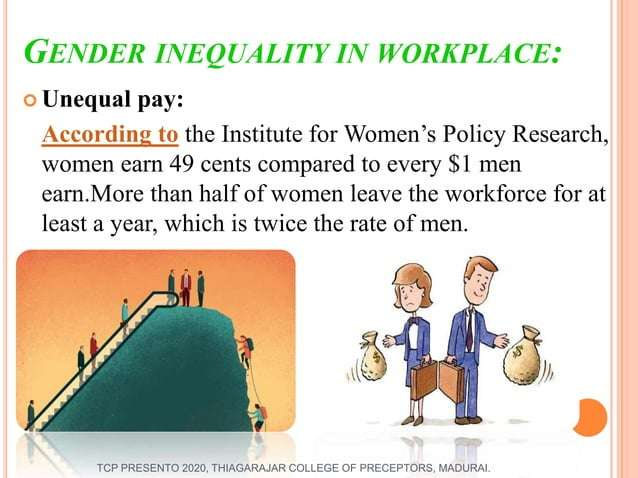 GENDER INEQUALITY IN WORKPLACE:
Unequal pay:
According to the Institute for Women’s Policy Research,
women earn 49 cents compared to every $1 men
earn.More than half of women leave the workforce for at
least a year, which is twice the rate of men.
$ $
TCP PRESENTO 2020, THIAGARAJAR COLLEGE OF PRECEPTORS, MADURAI.